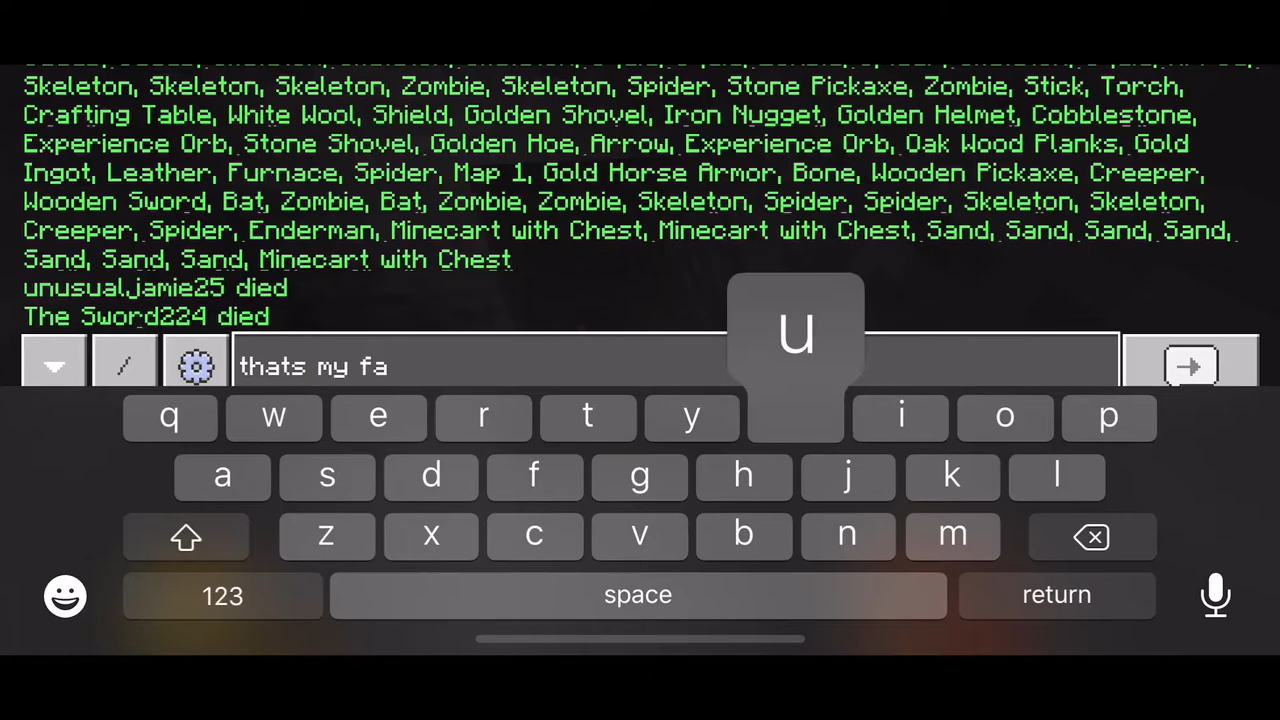 Skeleton, Skeleton, Skeleton, Zombie, Skeleton, Spider, Stone Pickaxe, Zombie, Stick, Torch,
Crafting Table, White Wool, Shield, Golden Shovel, Iron Nugget, Golden Helmet, Cobblestone,
Experience Orb, Stone Shovel, Golden Hoe, Arrow, Experience Orb, Oak Wood Planks, Gold
Ingot, Leather, Furnace, Spider, Map 1, Gold Horse Armor, Bone, Wooden Pickaxe, Creeper,
Wooden Sword, Bat, Zombie, Bat, Zombie, Zombie, Skeleton, Spider, Spider, Skeleton, Skeleton,
Creeper, Spider, Enderman, Minecart with Chest, Minecart with Chest, Sand, Sand, Sand, Sand,
Sand, Sand, Sand, Minecart with Chest
unusualjamie25 died
The Sword224 died
/ thats my fa
u
q w e r t y i o p
a s d f g h j k l
z x c v b n m
123 space return